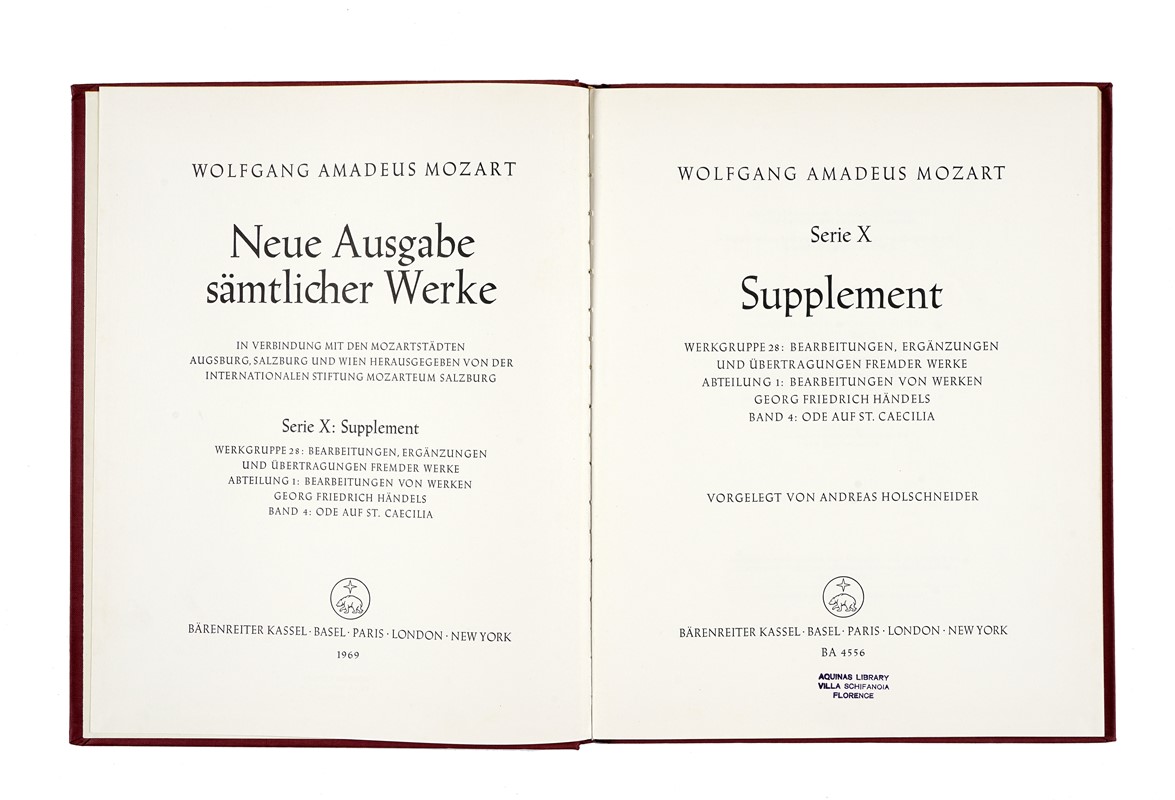 WOLFGANG AMADEUS MOZART
Neue Ausgabe
sämtlicher Werke
IN VERBINDUNG MIT DEN MOZARTSTÄDTEN
AUGSBURG, SALZBURG UND WIEN HERAUSGEGEBEN VON DER
INTERNATIONALEN STIFTUNG MOZARTEUM SALZBURG
Serie X: Supplement
WERKGRUPPE 28: BEARBEITUNGEN, ERGÄNZUNGEN
UND ÜBERTRAGUNGEN FREMDER WERKE
ABTEILUNG 1: BEARBEITUNGEN VON WERKEN
GEORG FRIEDRICH HÄNDELS
BAND 4: ODE AUF ST. CAECILIA
BÄRENREITER KASSEL · BASEL · PARIS · LONDON · NEW YORK
1969
WOLFGANG AMADEUS MOZART
Serie X
Supplement
WERKGRUPPE 28: BEARBEITUNGEN, ERGÄNZUNGEN
UND ÜBERTRAGUNGEN FREMDER WERKE
ABTEILUNG 1: BEARBEITUNGEN VON WERKEN
GEORG FRIEDRICH HÄNDELS
BAND 4: ODE AUF ST. CAECILIA
VORGELEGT VON ANDREAS HOLSCHNEIDER
BÄRENREITER KASSEL · BASEL · PARIS · LONDON · NEW YORK
BA 4556
AQUINAS LIBRARY
VILLA SCHIFANOIA
FLORENCE